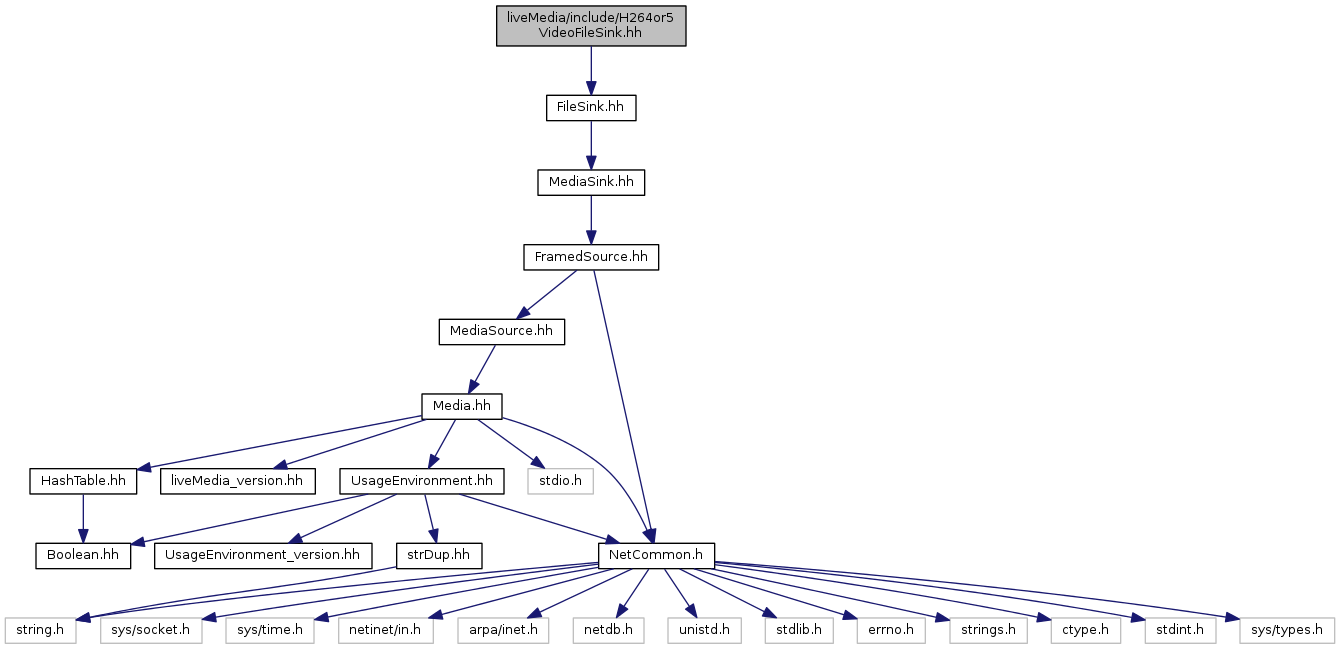 liveMedia/include/H264or5
VideoFileSink.hh
FileSink.hh
MediaSink.hh
FramedSource.hh
MediaSource.hh
Media.hh
HashTable.hh
liveMedia_version.hh
UsageEnvironment.hh
stdio.h
Boolean.hh
UsageEnvironment_version.hh
strDup.hh
NetCommon.h
string.h
sys/socket.h
sys/time.h
netinet/in.h
arpa/inet.h
netdb.h
unistd.h
stdlib.h
errno.h
strings.h
ctype.h
stdint.h
sys/types.h